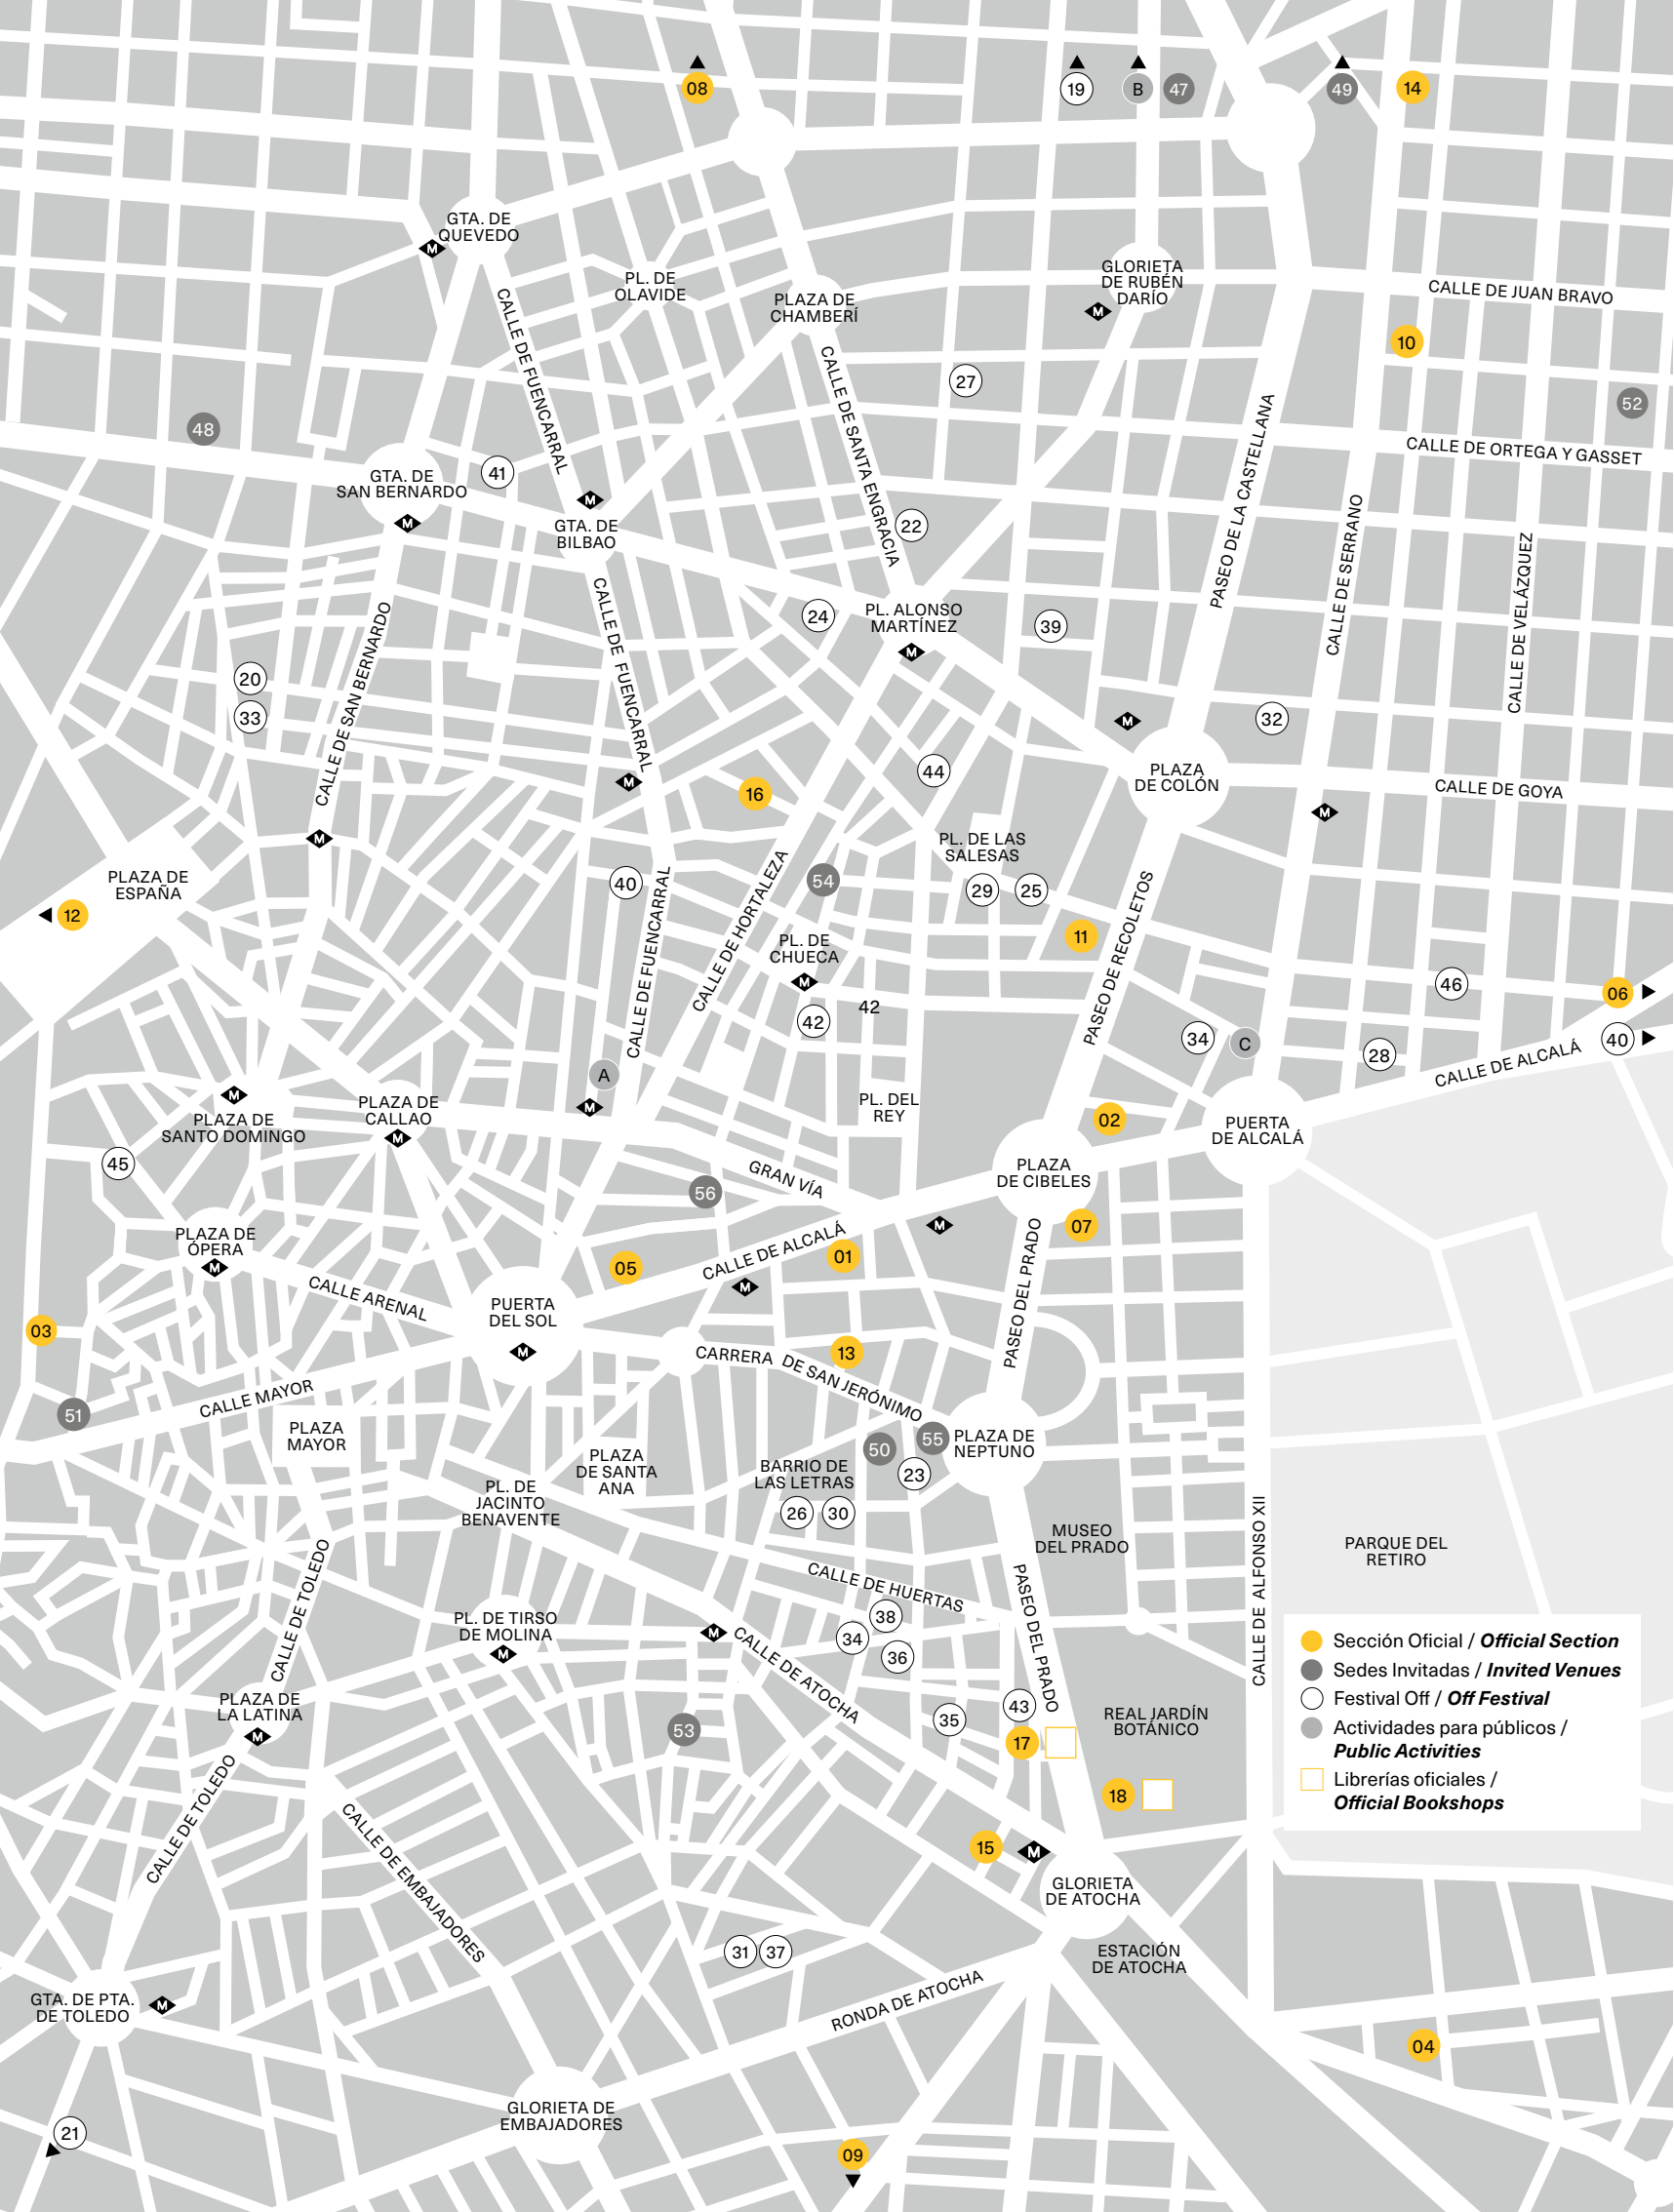 08
19
B
47
49
14
GTA. DE
QUEVEDO
M
PL. DE
OLAVIDE
PLAZA DE
CHAMBERÍ
GLORIETA
DE RUBÉN
DARÍO
M
CALLE DE JUAN BRAVO
10
CALLE DE FUENCARRAL
CALLE DE SANTA ENGRACIA
27
52
48
PASEO DE LA CASTELLANA
CALLE DE ORTEGA Y GASSET
GTA. DE
SAN BERNARDO
M
41
M
GTA. DE
BILBAO
22
CALLE DE SERRANO
CALLE DE VELÁZQUEZ
CALLE DE SAN BERNARDO
CALLE DE FUENCARRAL
24
PL. ALONSO
MARTÍNEZ
M
39
20
33
M
32
M
16
44
PLAZA
DE COLÓN
CALLE DE GOYA
M
M
PL. DE LAS
SALESAS
PLAZA DE
ESPAÑA
12
40
54
29
25
CALLE DE FUENCARRAL
CALLE DE HORTALEZA
PASEO DE RECOLETOS
11
PL. DE
CHUECA
M
42
42
46
06
40
34
C
28
CALLE DE ALCALÁ
A
M
M
PLAZA DE
SANTO DOMINGO
PLAZA DE
CALLAO
M
PL. DEL
REY
02
PUERTA
DE ALCALÁ
45
56
GRAN VÍA
PLAZA
DE CIBELES
PLAZA DE
ÓPERA
M
05
CALLE DE ALCALÁ
M
01
M
07
PASEO DEL PRADO
CALLE ARENAL
PUERTA
DEL SOL
M
03
13
CARRERA DE SAN JERÓNIMO
51
CALLE MAYOR
PLAZA
MAYOR
PLAZA
DE SANTA
ANA
50
55
PLAZA DE
NEPTUNO
BARRIO DE
LAS LETRAS
23
PL. DE
JACINTO
BENAVENTE
26
30
MUSEO
DEL PRADO
CALLE DE ALFONSO XII
PARQUE DEL
RETIRO
CALLE DE TOLEDO
CALLE DE HUERTAS
PASEO DEL PRADO
PL. DE TIRSO
DE MOLINA
M
M
CALLE DE ATOCHA
38
34
36
PLAZA DE
LA LATINA
M
53
35
43
17
REAL JARDÍN
BOTÁNICO
18
Sección Oficial / Official Section
Sedes Invitadas / Invited Venues
Festival Off / Off Festival
Actividades para públicos /
Public Activities
Librerías oficiales /
Official Bookshops
CALLE DE TOLEDO
CALLE DE EMBAJADORES
15
M
GLORIETA
DE ATOCHA
31
37
ESTACIÓN
DE ATOCHA
GTA. DE PTA.
DE TOLEDO
M
RONDA DE ATOCHA
04
GLORIETA DE
EMBAJADORES
21
09